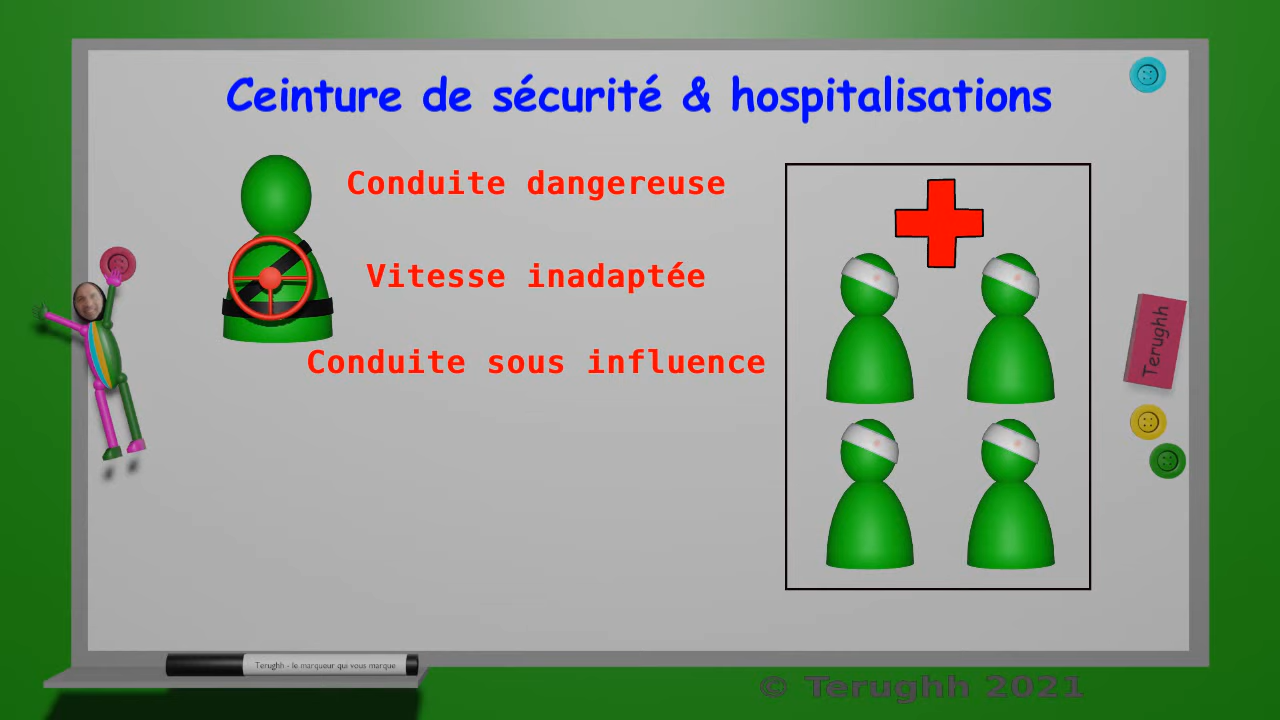 Ceinture de sécurité & hospitalisations
Conduite dangereuse
Vitesse inadaptée
Conduite sous influence
Terughh
Terughh - le marqueur qui vous marque
© Terughh 2021